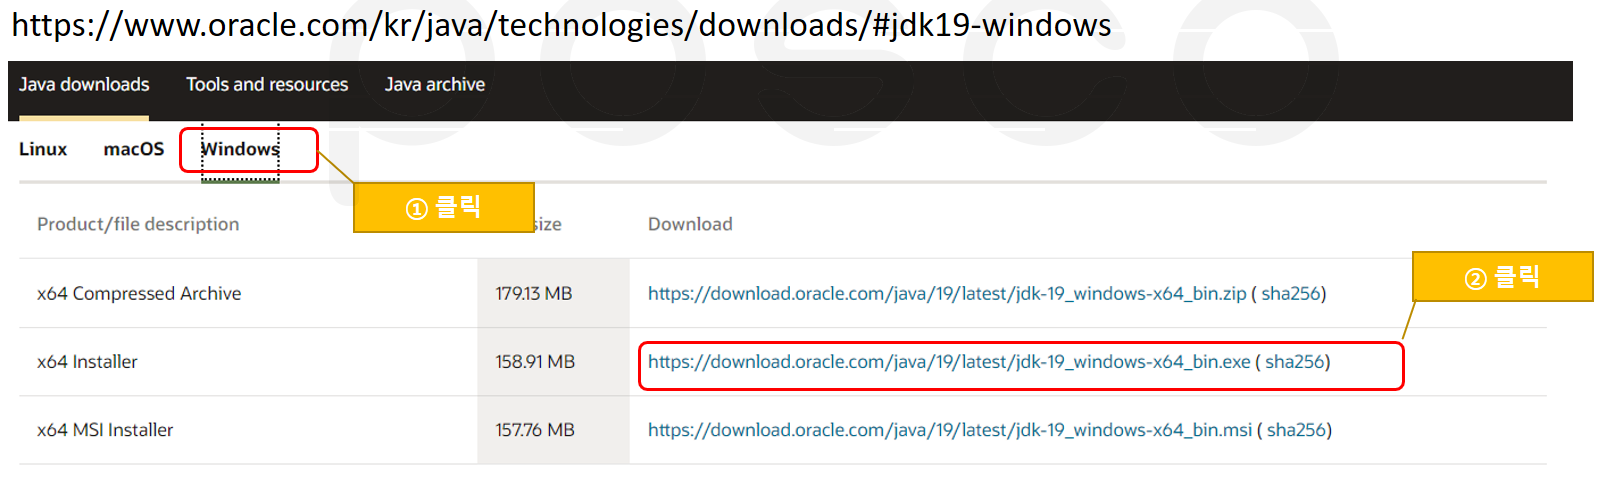 https://www.oracle.com/kr/java/technologies/downloads/#jdk19-windows
posco
Java downloads Tools and resources Java archive
Linux macOS Windows
① 클릭
Product/file description size Download
② 클릭
x64 Compressed Archive 179.13 MB https://download.oracle.com/java/19/latest/jdk-19_windows-x64_bin.zip ( sha256)
x64 Installer 158.91 MB https://download.oracle.com/java/19/latest/jdk-19_windows-x64_bin.exe ( sha256)
x64 MSI Installer 157.76 MB https://download.oracle.com/java/19/latest/jdk-19_windows-x64_bin.msi ( sha256)